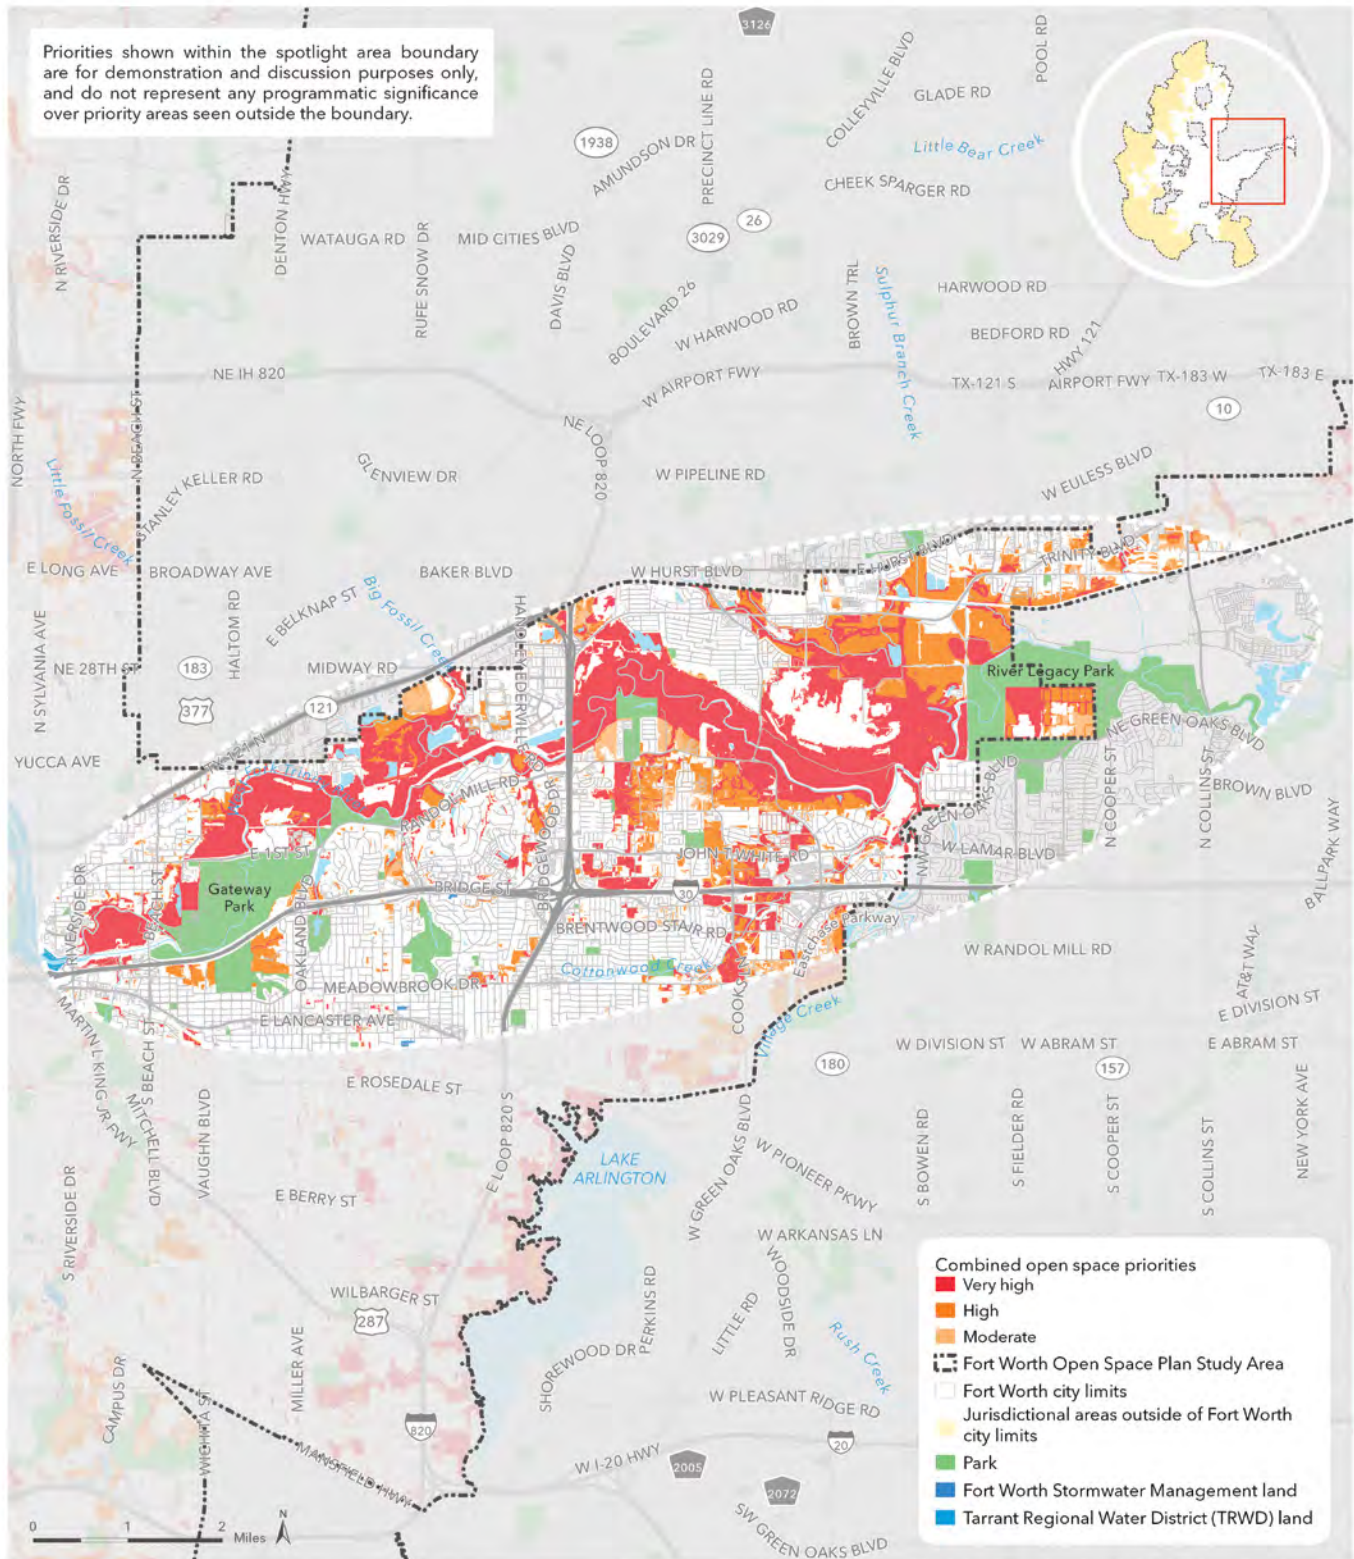 Priorities shown within the spotlight area boundary
are for demonstration and discussion purposes only,
and do not represent any programmatic significance
over priority areas seen outside the boundary.
3126
POOL RD
COLLEYVILLE BLVD
GLADE RD
PRECINCT LINE RD
1938
AMUNDSON DR
Little Bear Creek
CHEEK SPARGER RD
N RIVERSIDE DR
DENTON HWY
WATAUGA RD
RUFE SNOW DR
MID CITIES BLVD
26
3029
DAVIS BLVD
BOULEVARD 26
W HARWOOD RD
BROWN TRL
Sulphur Branch Creek
HARWOOD RD
BEDFORD RD
HWY 121
NE IH 820
W AIRPORT FWY
TX-121 S
AIRPORT FWY
TX-183 W
TX-183 E
10
NORTH FWY
N BEACH ST
NE LOOP 820
Little Fossil Creek
STANLEY KELLER RD
GLENVIEW DR
W PIPELINE RD
W EULESS BLVD
E LONG AVE
BROADWAY AVE
BAKER BLVD
W HURST BLVD
E HURST BLVD
TRINITY BLVD
N SYLVANIA AVE
HALTOM RD
E BELKNAP ST
Big Fossil Creek
HANDLEY EDERVILLE RD
NE 28TH ST
183
MIDWAY RD
River Legacy Park
377
121
YUCCA AVE
NE GREEN OAKS BLVD
RANDOL MILL RD
BRIDGEWOOD DR
NW GREEN OAKS BLVD
N COOPER ST
N COLLINS ST
BROWN BLVD
BALLPARK WAY
E 1ST ST
JOHN T WHITE RD
W LAMAR BLVD
Gateway
Park
BRIDGE ST
30
RIVERSIDE DR
BEACH ST
OAKLAND BLVD
BRENTWOOD STAIR RD
Eastchase Parkway
W RANDOL MILL RD
Cottonwood Creek
COOKS LN
MEADOWBROOK DR
E LANCASTER AVE
Village Creek
AT&T WAY
E DIVISION ST
MARTIN L KING JR FWY
S BEACH ST
W DIVISION ST
W ABRAM ST
E ABRAM ST
E ROSEDALE ST
180
157
MITCHELL BLVD
VAUGHN BLVD
E LOOP 820 S
W GREEN OAKS BLVD
W PIONEER PKWY
S BOWEN RD
S FIELDER RD
S COOPER ST
S COLLINS ST
NEW YORK AVE
LAKE
ARLINGTON
S RIVERSIDE DR
E BERRY ST
W ARKANSAS LN
WILBARGER ST
287
PERKINS RD
LITTLE RD
WOODSIDE DR
Rush Creek
MILLER AVE
SHOREWOOD DR
W PLEASANT RIDGE RD
CAMPUS DR
WICHITA ST
820
MANSFIELD HWY
W I-20 HWY
20
2005
2072
SW GREEN OAKS BLVD
Combined open space priorities
Very high
High
Moderate
Fort Worth Open Space Plan Study Area
Fort Worth city limits
Jurisdictional areas outside of Fort Worth
city limits
Park
Fort Worth Stormwater Management land
Tarrant Regional Water District (TRWD) land
0 1 2
Miles
N